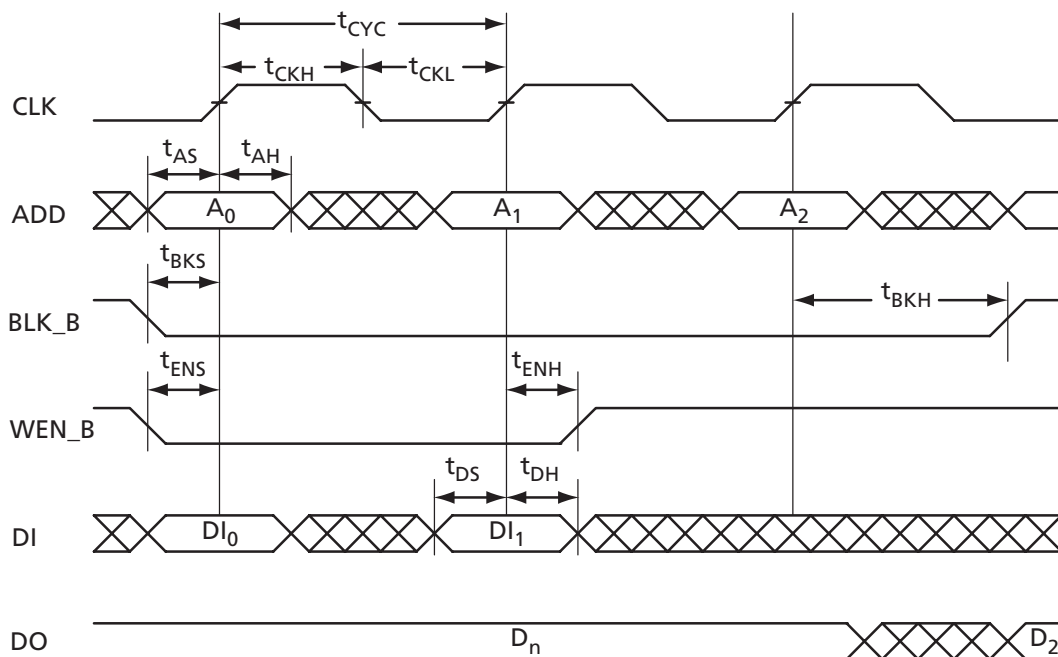 tCYC
tCKH tCKL
CLK
tAS tAH
ADD A0 A1 A2
tBKS
BLK_B tBKH
tENS tENH
WEN_B
tDS tDH
DI DI0 DI1
DO Dn D2